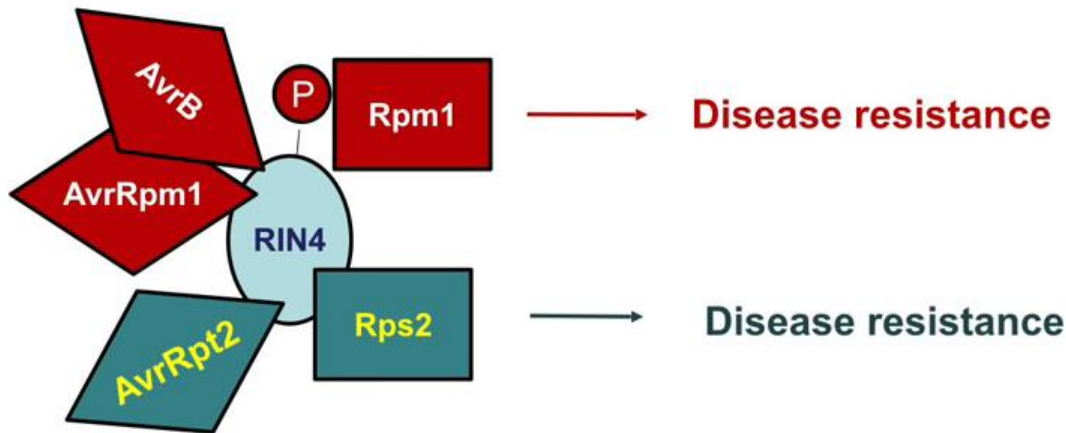 AvrB
P
Rpm1
Disease resistance
AvrRpm1
RIN4
Rps2
Disease resistance
AvrRpt2